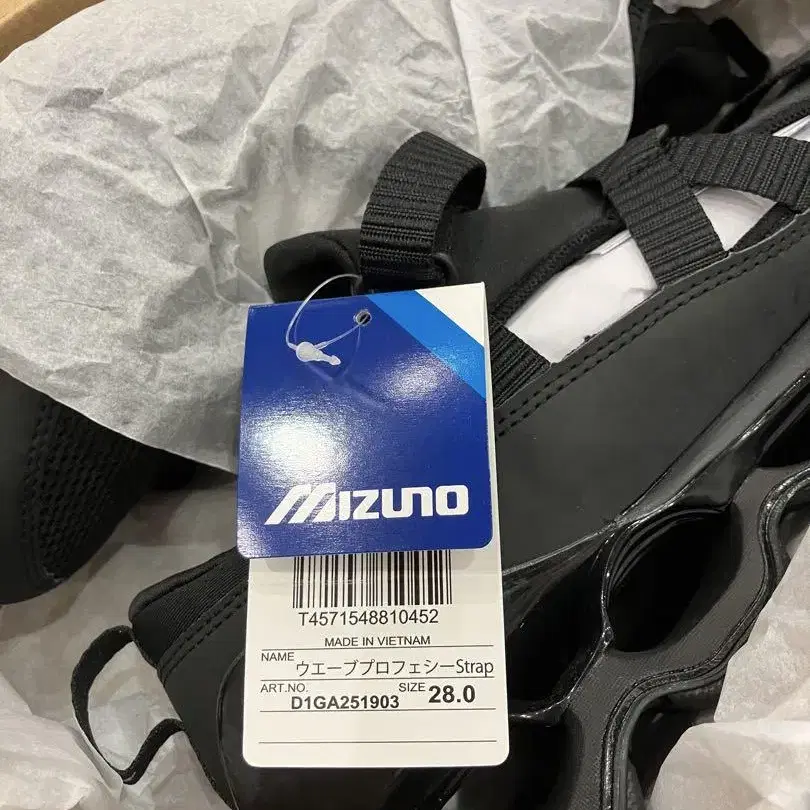 MIZUNO
T4571548810452
MADE IN VIETNAM
NAME ウエーブプロフェシーStrap
ART.NO. D1GA251903 SIZE 28.0